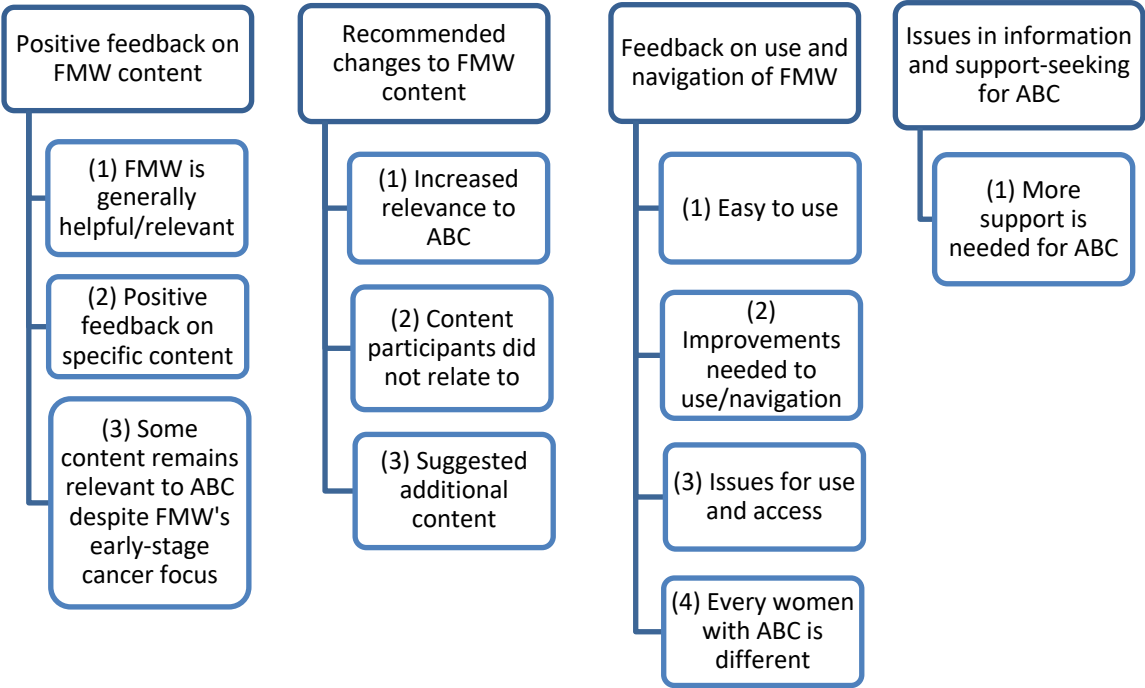 Positive feedback on
FMW content
(1) FMW is
generally
helpful/relevant
(2) Positive
feedback on
specific content
(3) Some
content remains
relevant to ABC
despite FMW's
early-stage
cancer focus
Recommended
changes to FMW
content
(1) Increased
relevance to
ABC
(2) Content
participants did
not relate to
(3) Suggested
additional
content
Feedback on use and
navigation of FMW
(1) Easy to use
(2)
Improvements
needed to
use/navigation
(3) Issues for use
and access
(4) Every women
with ABC is
different
Issues in information
and support-seeking
for ABC
(1) More
support is
needed for ABC